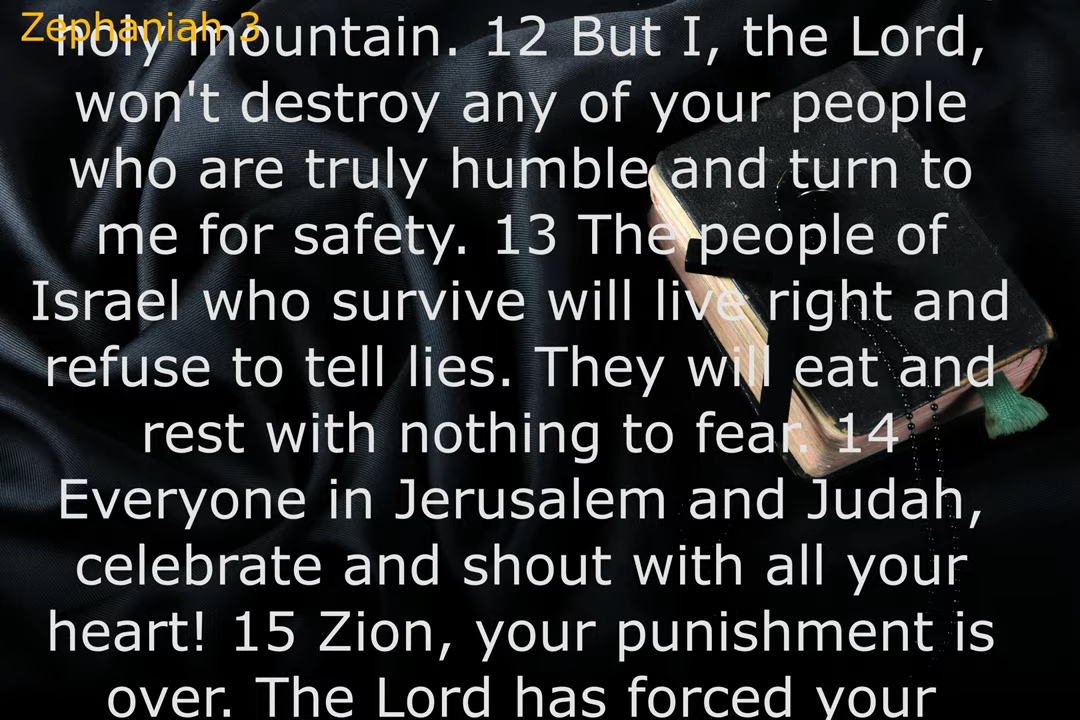 Zephaniah 3
holy mountain. 12 But I, the Lord,
won't destroy any of your people
who are truly humble and turn to
me for safety. 13 The people of
Israel who survive will live right and
refuse to tell lies. They will eat and
rest with nothing to fear. 14
Everyone in Jerusalem and Judah,
celebrate and shout with all your
heart! 15 Zion, your punishment is
over. The Lord has forced your